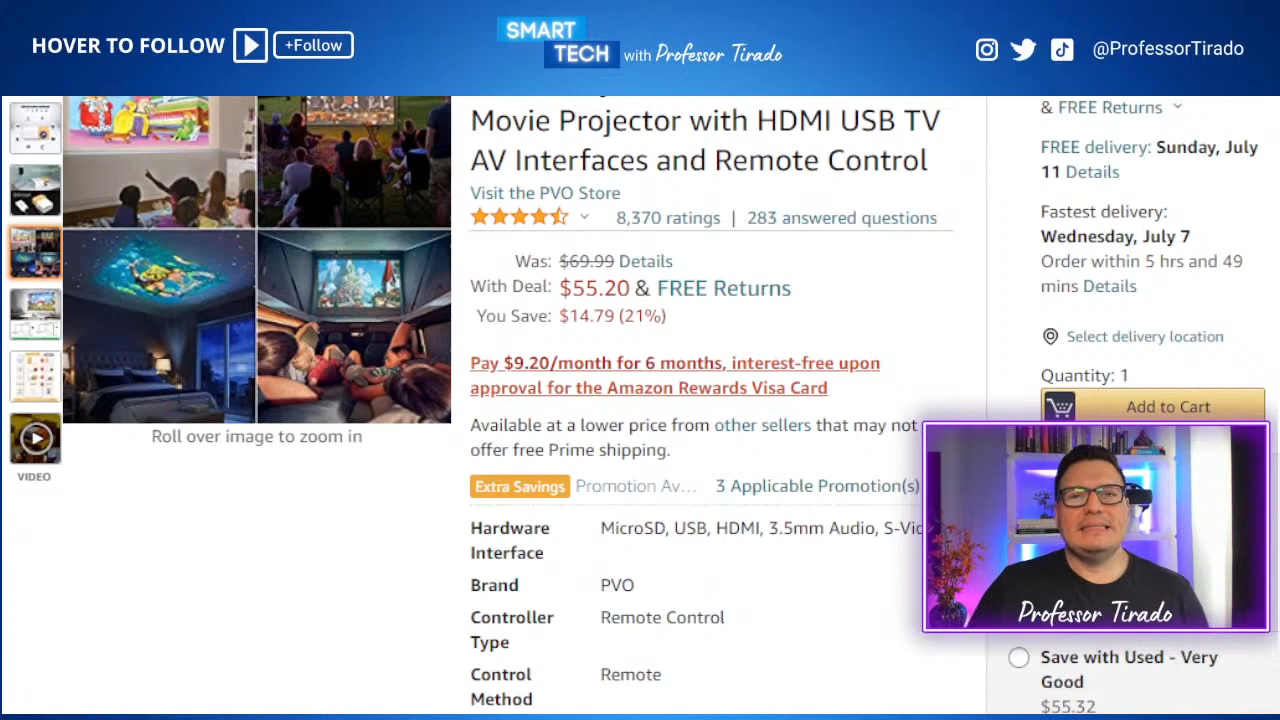 HOVER TO FOLLOW
+Follow
SMART
TECH with Professor Tirado
@ProfessorTirado
Movie Projector with HDMI USB TV
AV Interfaces and Remote Control
Visit the PVO Store
8,370 ratings | 283 answered questions
Was: $69.99 Details
With Deal: $55.20 & FREE Returns
You Save: $14.79 (21%)
Pay $9.20/month for 6 months, interest-free upon
approval for the Amazon Rewards Visa Card
Available at a lower price from other sellers that may not
offer free Prime shipping.
Extra Savings Promotion Av... 3 Applicable Promotion(s)
Hardware
Interface
MicroSD, USB, HDMI, 3.5mm Audio, S-Vid
Brand PVO
Controller
Type
Remote Control
Control
Method
Remote
Roll over image to zoom in
VIDEO
& FREE Returns
FREE delivery: Sunday, July
11 Details
Fastest delivery:
Wednesday, July 7
Order within 5 hrs and 49
mins Details
Select delivery location
Quantity: 1
Add to Cart
Professor Tirado
Save with Used - Very
Good
$55.32